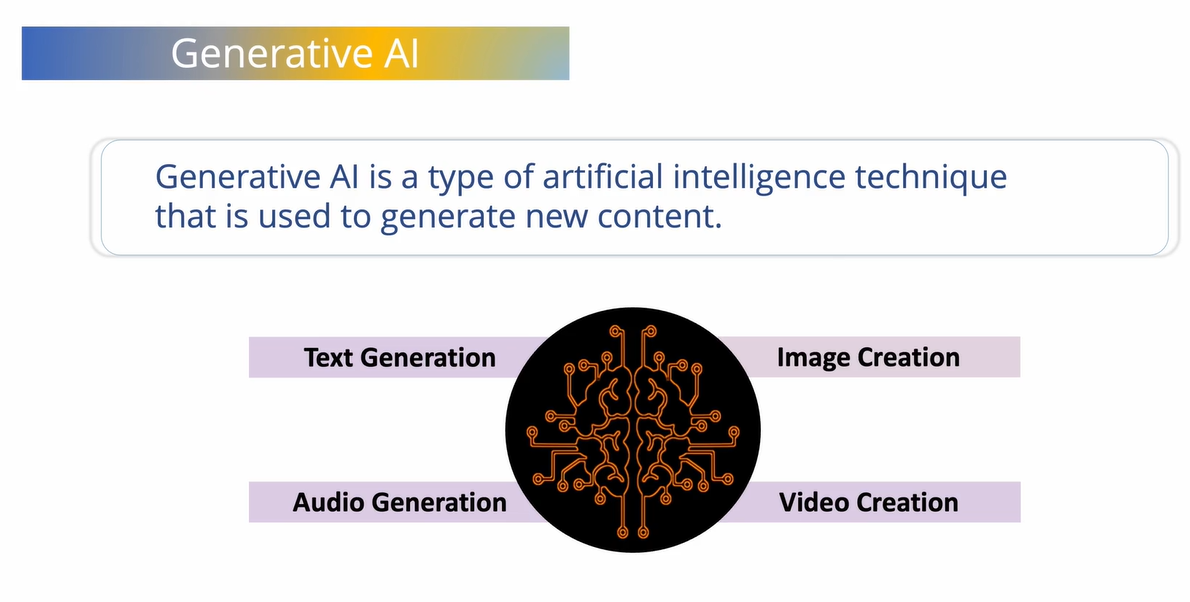 Generative AI
Generative AI is a type of artificial intelligence technique
that is used to generate new content.
Text Generation
Image Creation
Audio Generation
Video Creation